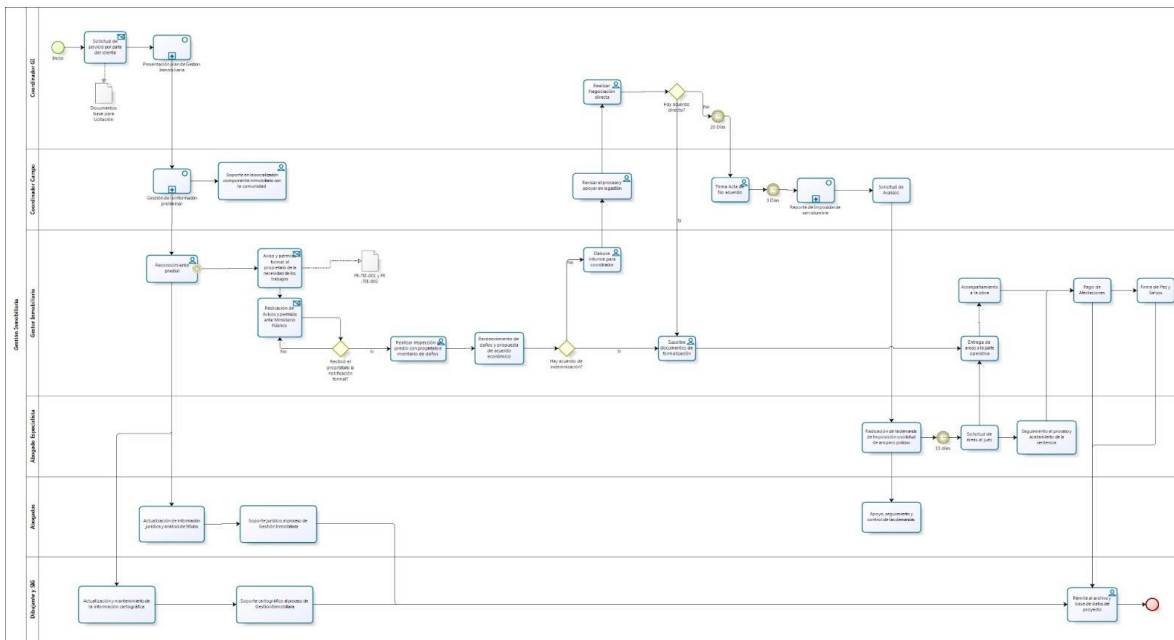 Gestión Inmobiliaria
Coordinador GI
Inicio
Solicitud de
servicio por parte
del cliente
Presentación plan de Gestión
Inmobiliaria
Documentos
base para
Licitación
Realizar
Negociación
directa
Hay acuerdo
directo?
No
20 Días
Si
Coordinador Campo
Gestión de la información
preliminar
Soporte en la socialización
componente inmobiliario con
la comunidad
Revisar el proceso y
apoyar en la gestión
Firma Acta de
No acuerdo
3 Días
Reporte de Imposición de
servidumbre
Solicitud de
Avalúos
Gestor Inmobiliario
Reconocimiento
predial
Aviso y permiso
formal al
propietario de la
necesidad de los
trabajos
Radicación de
Avisos y permisos
ante Ministerio
Público
No
Recibió el
propietario la
notificación formal?
Si
Realizar inspección
predio con propietario e
inventario de daños
Reconocimiento de
daños y propuesta
de acuerdo
económico
Hay acuerdo de
indemnización?
No
Si
Elaborar
informe para
coordinador
Suscribe
documentos de
formalización
Acompañamiento
a la obra
Entrega de
áreas a la parte
operativa
Pago de
Afectaciones
Firma de Paz y
Salvos
Abogado Especialista
Radicación de las demandas
de Imposición o solicitud
de amparo policivo
15 días
Solicitud de
áreas al juez
Seguimiento al proceso y
acatamiento de la
sentencia
Abogados
Actualización de información
jurídica y análisis de títulos
Soporte jurídico al proceso de
Gestión Inmobiliaria
Apoyo, seguimiento y
control de las demandas
Dibujante y SIG
Actualización y mantenimiento de
la información cartográfica
Soporte cartográfico al proceso de
Gestión Inmobiliaria
Remite al archivo y
base de datos del
proyecto